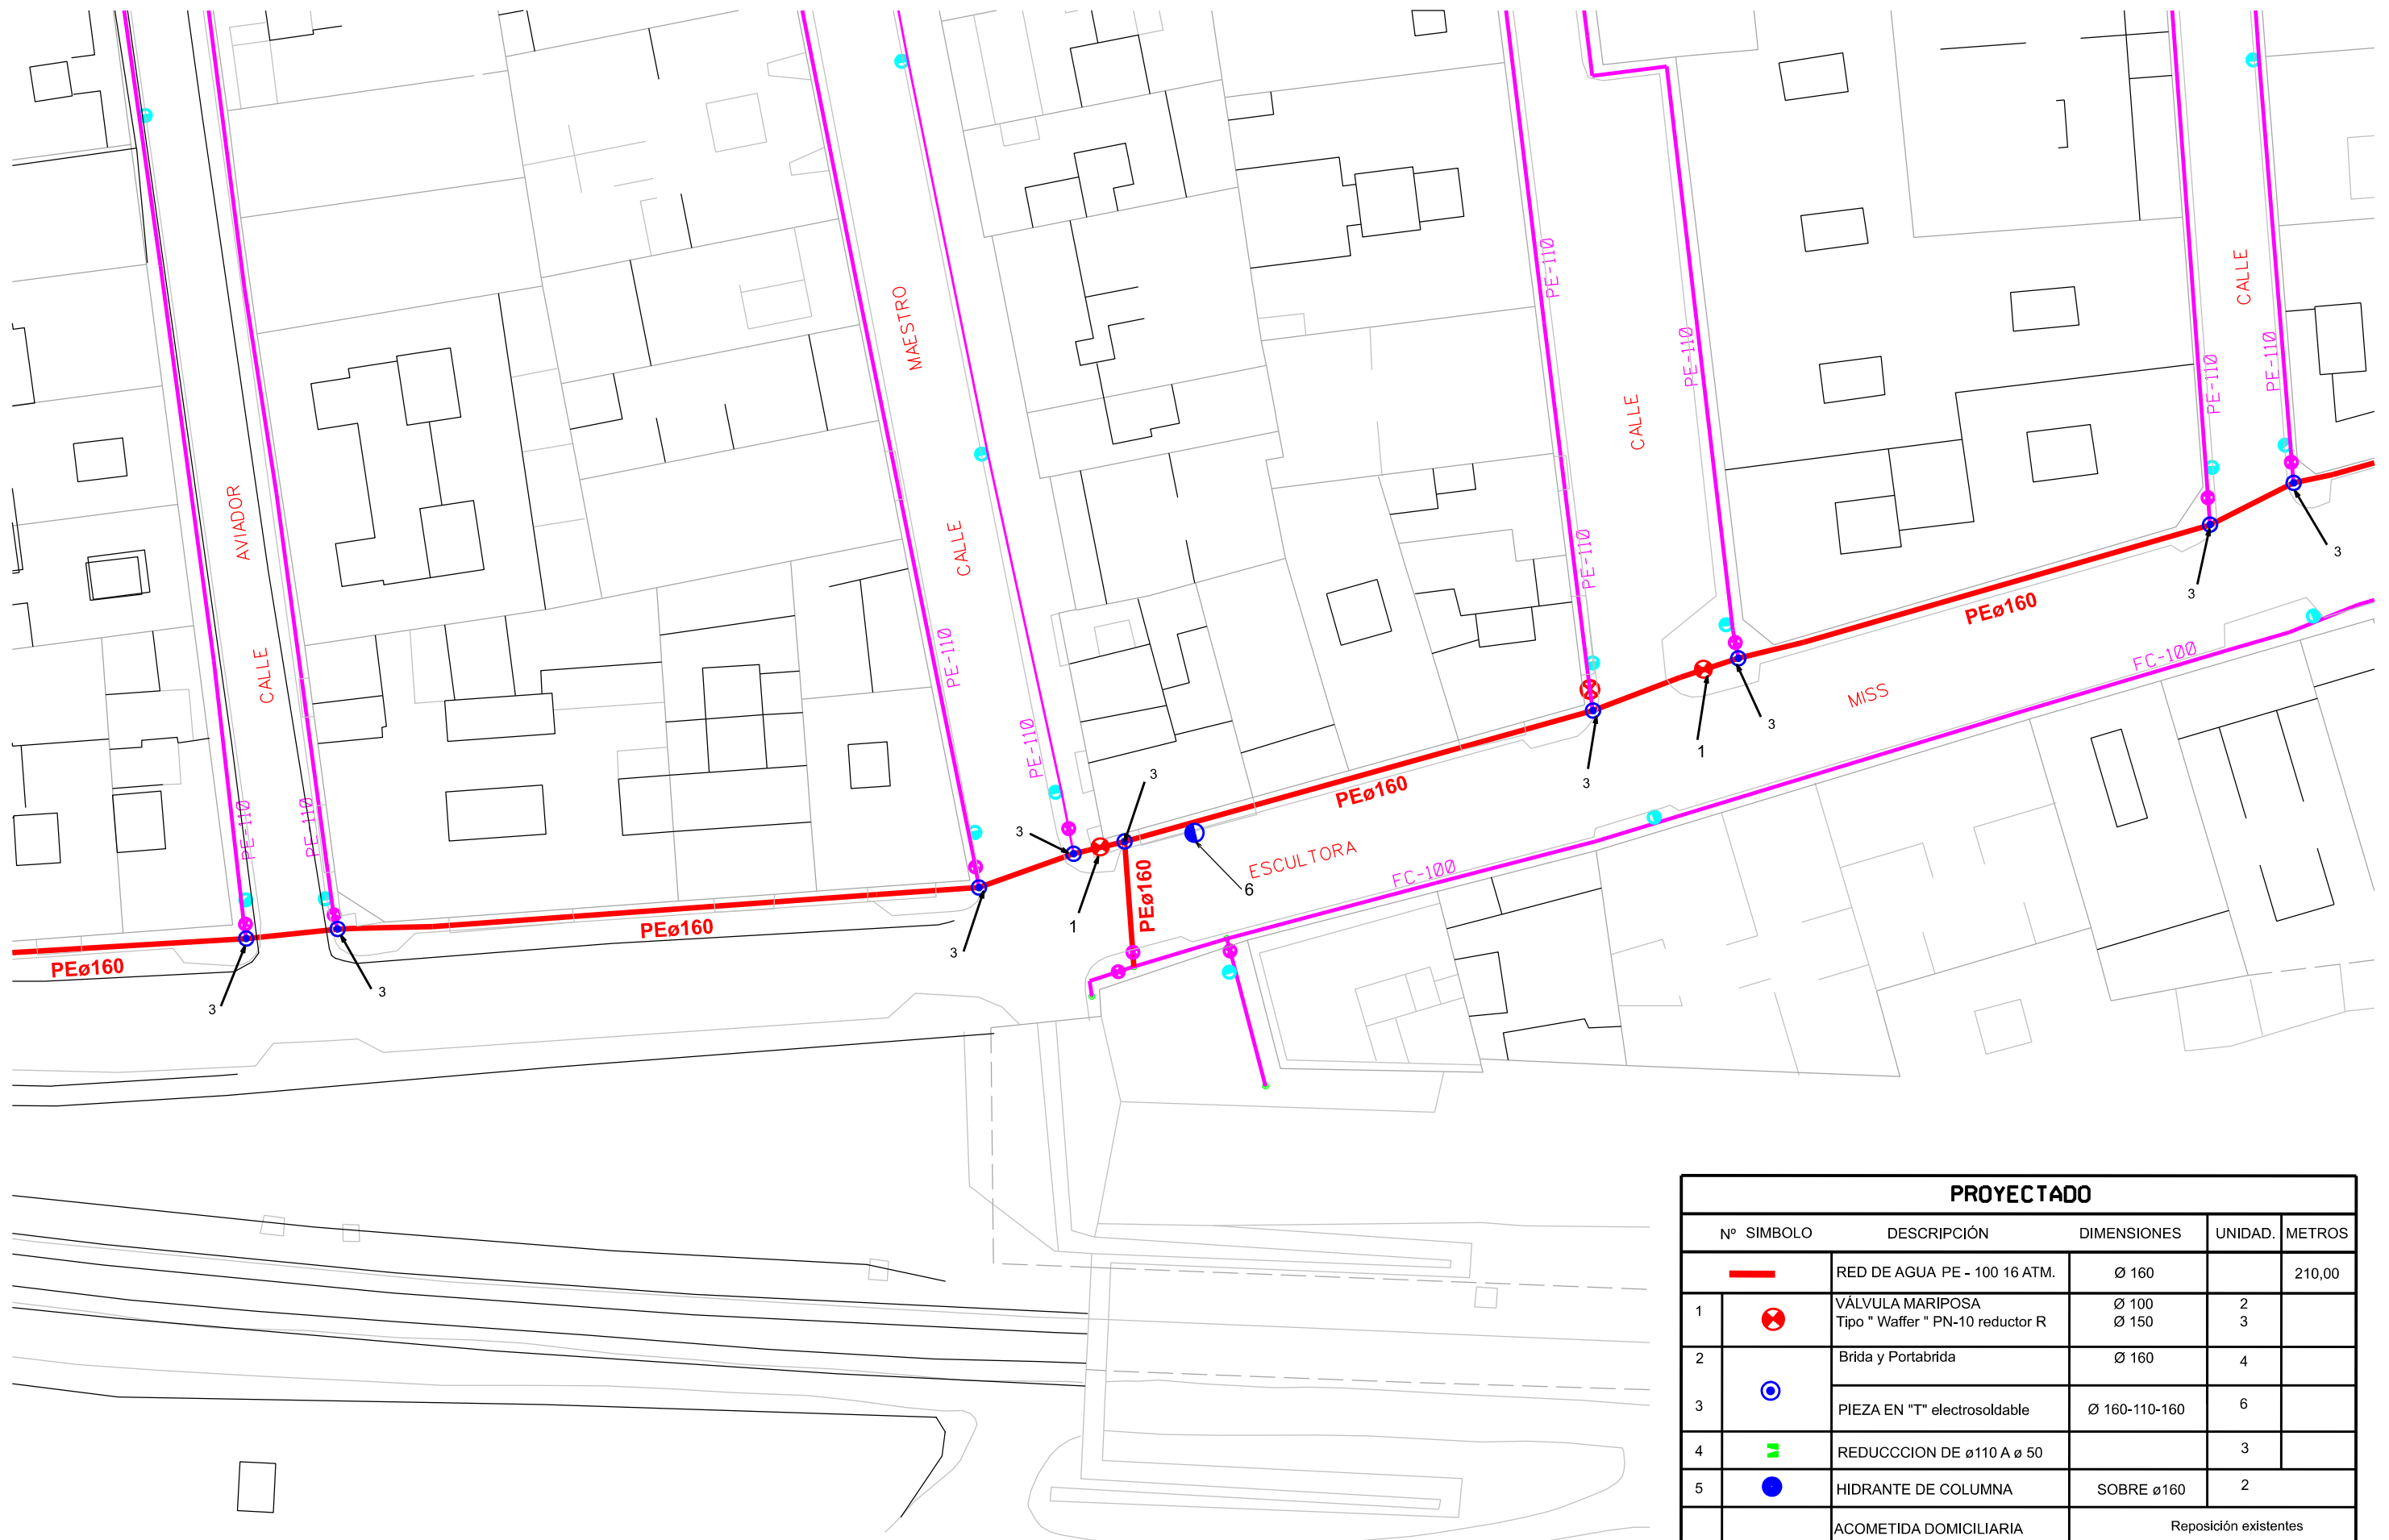 MAESTRO
CALLE
PE-110
PE-110
PE-110
PE-110
CALLE
CALLE
AVIADOR
CALLE
PE-110
PE-110
3
3
PEø160
FC-100
MISS
PE-110
PE-110
3
1
3
PEø160
3
3
ESCULTORA
FC-100
6
1
PEø160
PE-110
PE-110
PEø160
3
PEø160
3
3
PROYECTADO
Nº SIMBOLO DESCRIPCIÓN DIMENSIONES UNIDAD. METROS
RED DE AGUA PE - 100 16 ATM. Ø 160 210,00
1 VÁLVULA MARIPOSA Ø 100 2
Tipo " Waffer " PN-10 reductor R Ø 150 3
2 Brida y Portabrida Ø 160 4
3 PIEZA EN "T" electrosoldable Ø 160-110-160 6
4 REDUCCCION DE ø110 A ø 50 3
5 HIDRANTE DE COLUMNA SOBRE ø160 2
ACOMETIDA DOMICILIARIA Reposición existentes